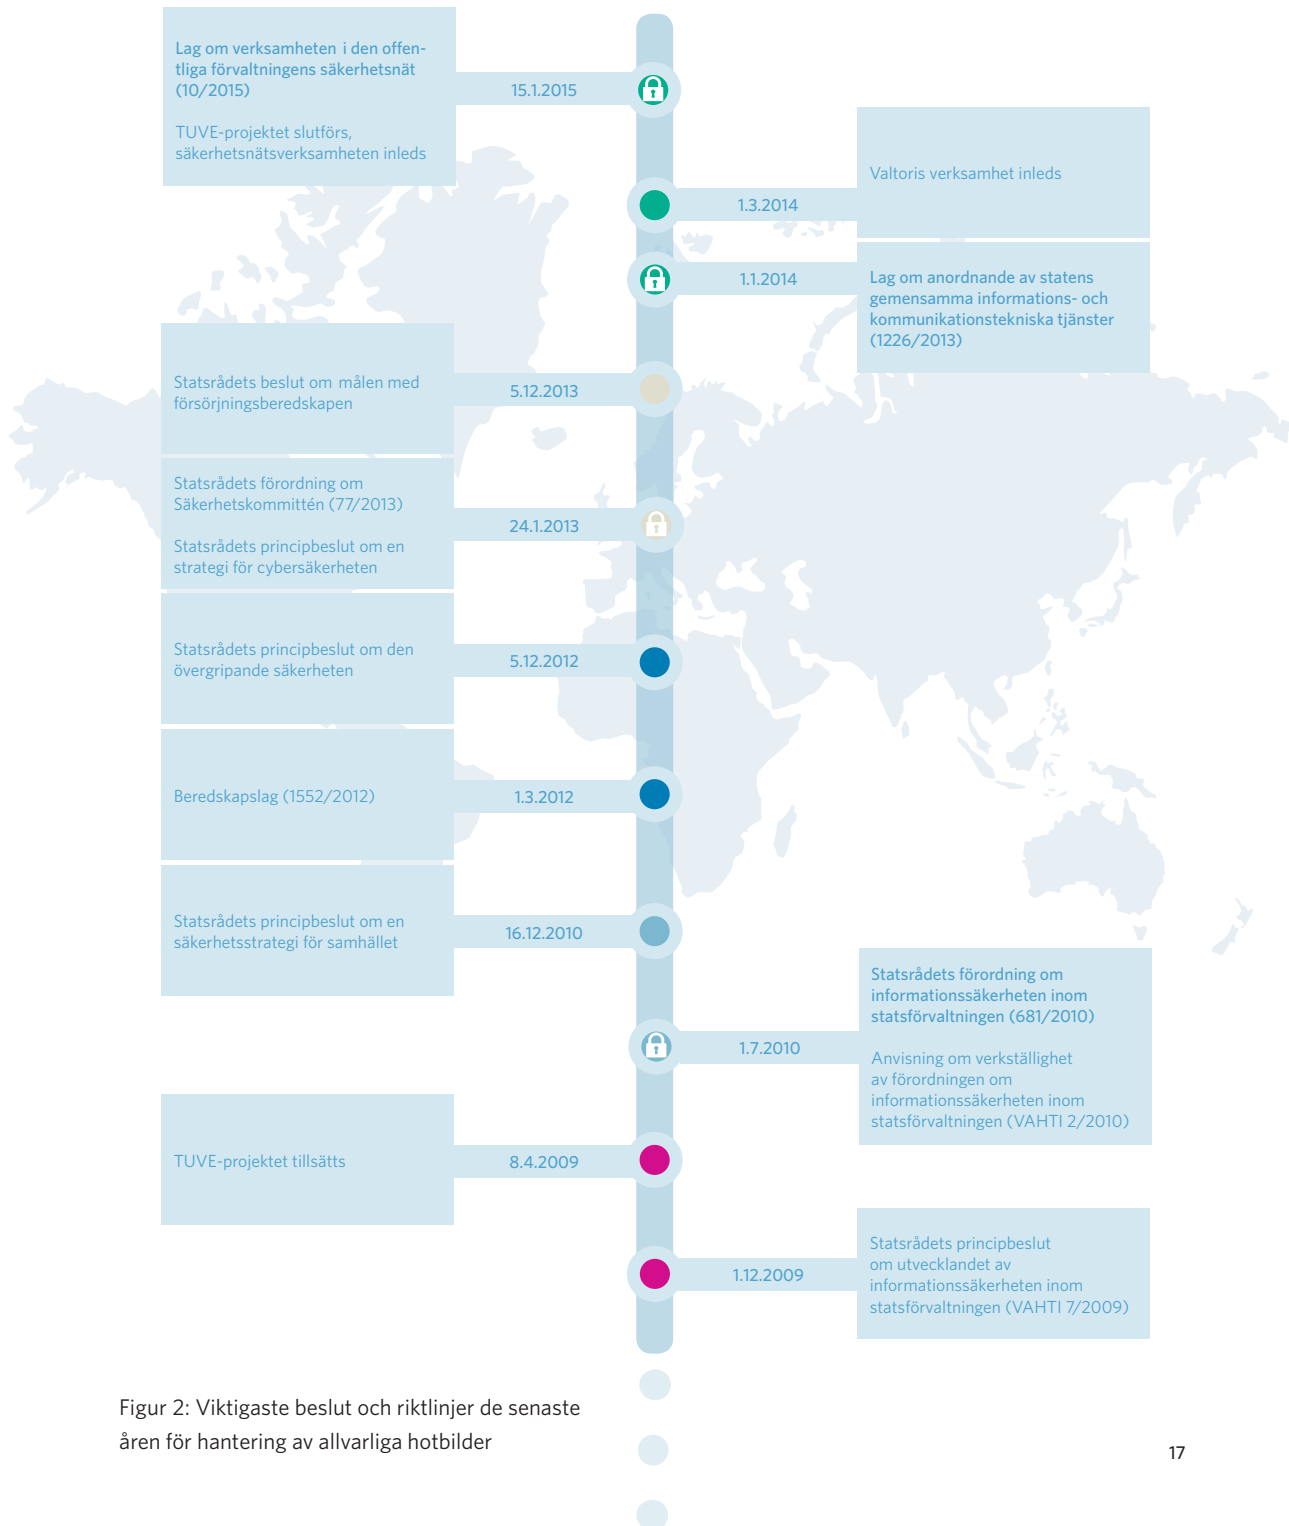 Lag om verksamheten i den offen-
tliga förvaltningens säkerhetsnät
(10/2015)
TUVE-projektet slutförs,
säkerhetsnätsverksamheten inleds
15.1.2015
Valtoris verksamhet inleds
1.3.2014
1.1.2014
Lag om anordnande av statens
gemensamma informations- och
kommunikationstekniska tjänster
(1226/2013)
Statsrådets beslut om målen med
försörjningsberedskapen
5.12.2013
Statsrådets förordning om
Säkerhetskommittén (77/2013)
Statsrådets principbeslut om en
strategi för cybersäkerheten
24.1.2013
Statsrådets principbeslut om den
övergripande säkerheten
5.12.2012
Beredskapslag (1552/2012)
1.3.2012
Statsrådets principbeslut om en
säkerhetsstrategi för samhället
16.12.2010
Statsrådets förordning om
informationssäkerheten inom
statsförvaltningen (681/2010)
Anvisning om verkställighet
av förordningen om
informationssäkerheten inom
statsförvaltningen (VAHTI 2/2010)
1.7.2010
TUVE-projektet tillsätts
8.4.2009
1.12.2009
Statsrådets principbeslut
om utvecklandet av
informationssäkerheten inom
statsförvaltningen (VAHTI 7/2009)
Figur 2: Viktigaste beslut och riktlinjer de senaste
åren för hantering av allvarliga hotbilder
17